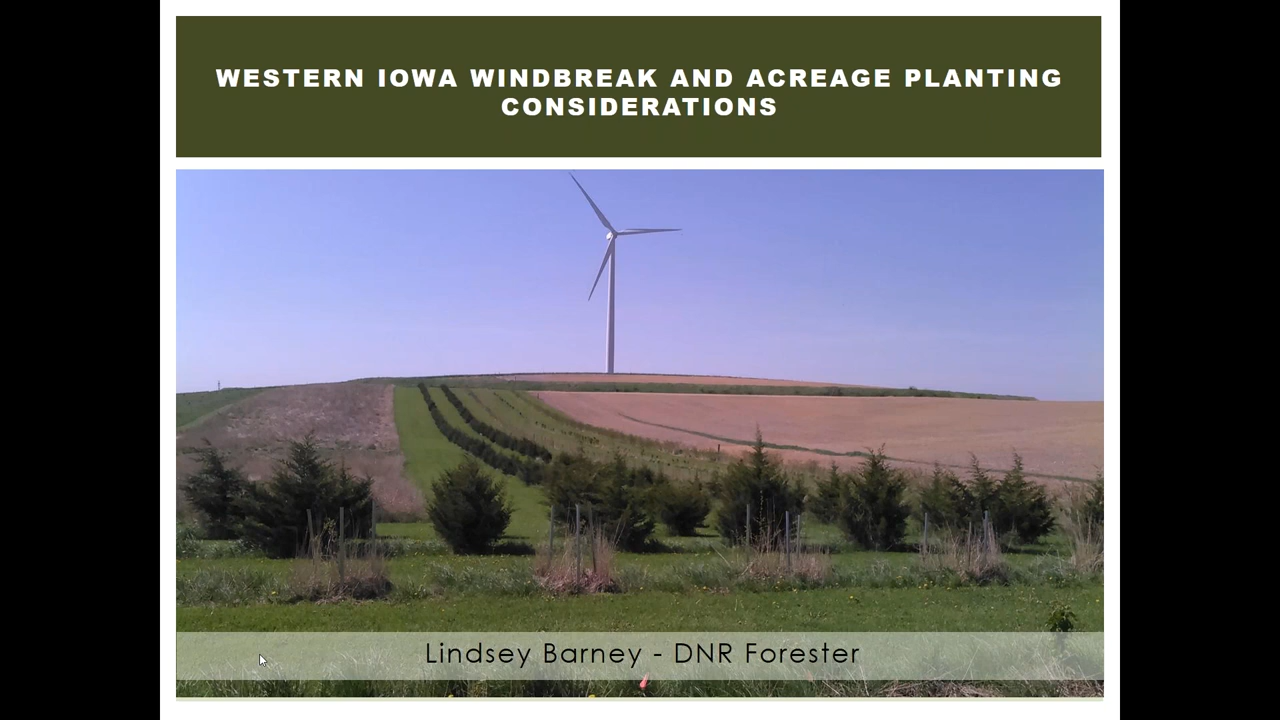 WESTERN IOWA WINDBREAK AND ACREAGE PLANTING
CONSIDERATIONS
Lindsey Barney - DNR Forester